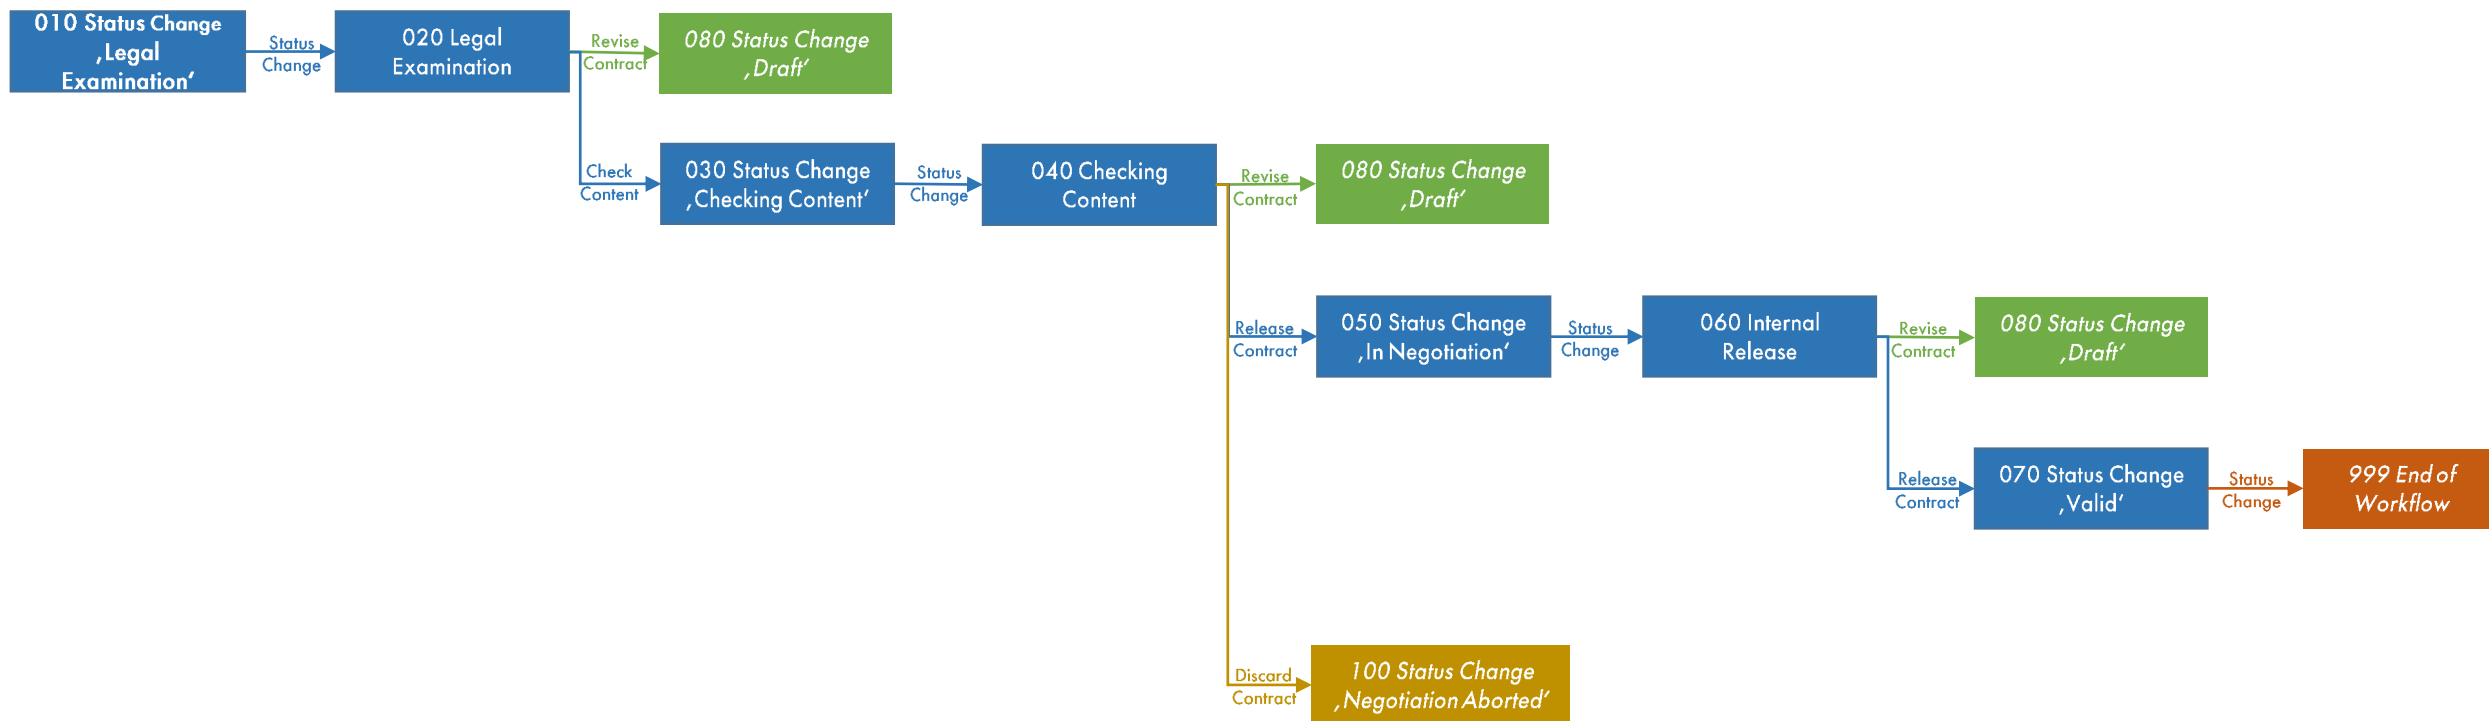 010 Status Change
‚Legal
Examination‘
Status
Change
020 Legal
Examination
Revise
Contract
080 Status Change
‚Draft‘
Check
Content
030 Status Change
‚Checking Content‘
Status
Change
040 Checking
Content
Revise
Contract
080 Status Change
‚Draft‘
Release
Contract
050 Status Change
‚In Negotiation‘
Status
Change
060 Internal
Release
Revise
Contract
080 Status Change
‚Draft‘
Release
Contract
070 Status Change
‚Valid‘
Status
Change
999 End of
Workflow
Discard
Contract
100 Status Change
‚Negotiation Aborted‘